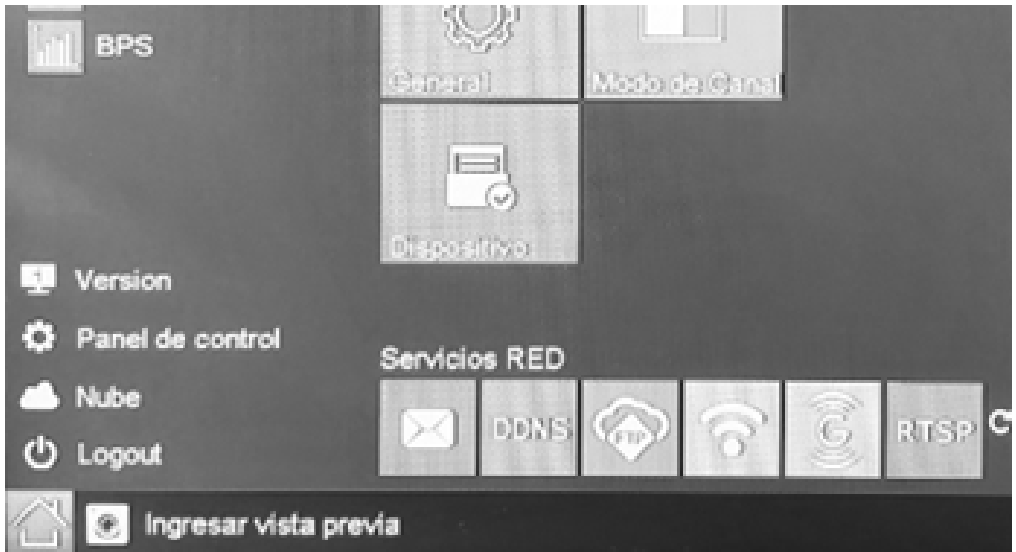 BPS
General
Modo de Canal
Dispositivo
Version
Panel de control
Servicios RED
Nube
DDNS
FTP
G
RTSP
Logout
Ingresar vista previa